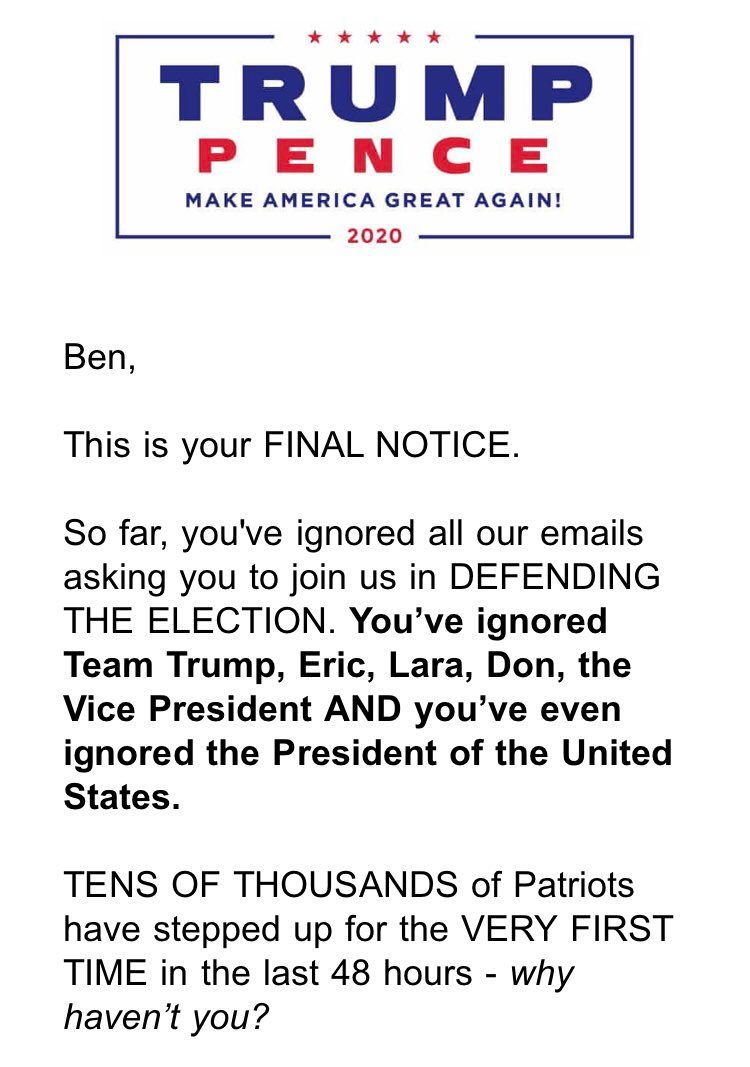 TRUMP
PENCE
MAKE AMERICA GREAT AGAIN!
2020
Ben,
This is your FINAL NOTICE.
So far, you've ignored all our emails
asking you to join us in DEFENDING
THE ELECTION. You’ve ignored
Team Trump, Eric, Lara, Don, the
Vice President AND you’ve even
ignored the President of the United
States.
TENS OF THOUSANDS of Patriots
have stepped up for the VERY FIRST
TIME in the last 48 hours - why
haven’t you?